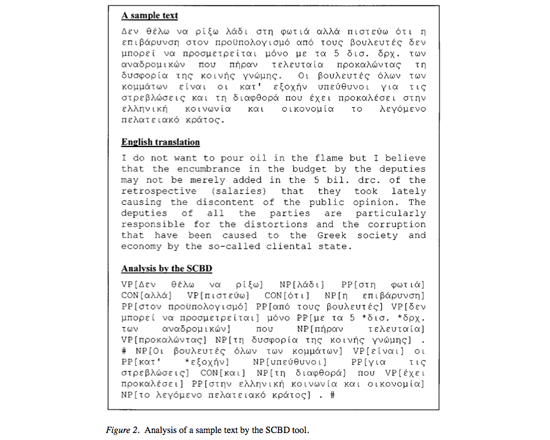 A sample text
Δεν θέλω να ρίξω λάδι στη φωτιά αλλά πιστεύω ότι η
επιβάρυνση στον προϋπολογισμό από τους βουλευτές δεν
μπορεί να προσμετρείται μόνο με τα 5 δισ. δρχ. των
αναδρομικών που πήραν τελευταία προκαλώντας τη
δυσφορία της κοινής γνώμης. Οι βουλευτές όλων των
κομμάτων είναι οι κατ' εξοχήν υπεύθυνοι για τις
στρεβλώσεις και τη διαφθορά που έχει προκαλέσει στην
ελληνική κοινωνία και οικονομία το λεγόμενο
πελατειακό κράτος.
English translation
I do not want to pour oil in the flame but I believe
that the encumbrance in the budget by the deputies
may not be merely added in the 5 bil. drc. of the
retrospective (salaries) that they took lately
causing the discontent of the public opinion. The
deputies of all the parties are particularly
responsible for the distortions and the corruption
that have been caused to the Greek society and
economy by the so-called cliental state.
Analysis by the SCBD
VP[Δεν θέλω να ρίξω] NP[λάδι] PP[στη φωτιά]
CON[αλλά] VP[πιστεύω] CON[ότι] NP[η επιβάρυνση]
PP[στον προϋπολογισμό] PP[από τους βουλευτές] VP[δεν
μπορεί να προσμετρείται] μόνο PP[με τα 5 *δισ. *δρχ.
των αναδρομικών] που NP[πήραν τελευταία]
VP[προκαλώντας] NP[τη δυσφορία της κοινής γνώμης] .
# NP[Οι βουλευτές όλων των κομμάτων] VP[είναι] οι
PP[κατ' *εξοχήν] NP[υπεύθυνοι] PP[για τις
στρεβλώσεις] CON[και] NP[τη διαφθορά] που VP[έχει
προκαλέσει] PP[στην ελληνική κοινωνία και οικονομία]
NP[το λεγόμενο πελατειακό κράτος] . #
Figure 2. Analysis of a sample text by the SCBD tool.